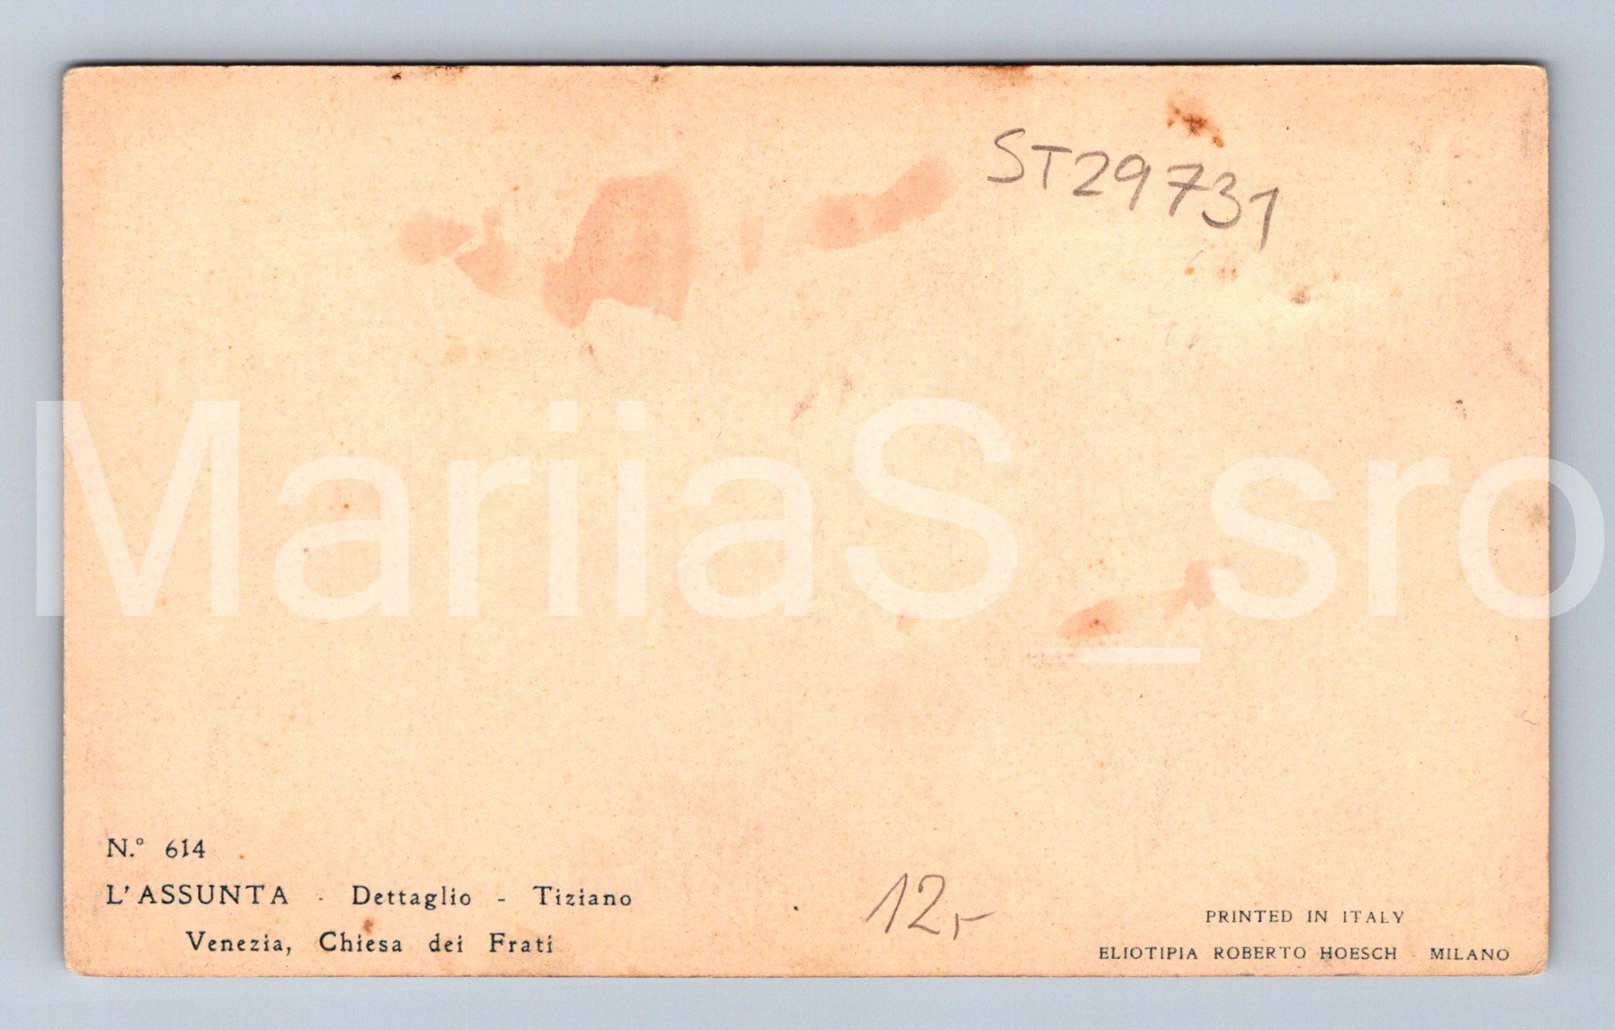 ST29731
MariiaS_sro
N.° 614
L'ASSUNTA - Dettaglio - Tiziano
Venezia, Chiesa dei Frati
12,-
PRINTED IN ITALY
ELIOTIPIA ROBERTO HOESCH - MILANO